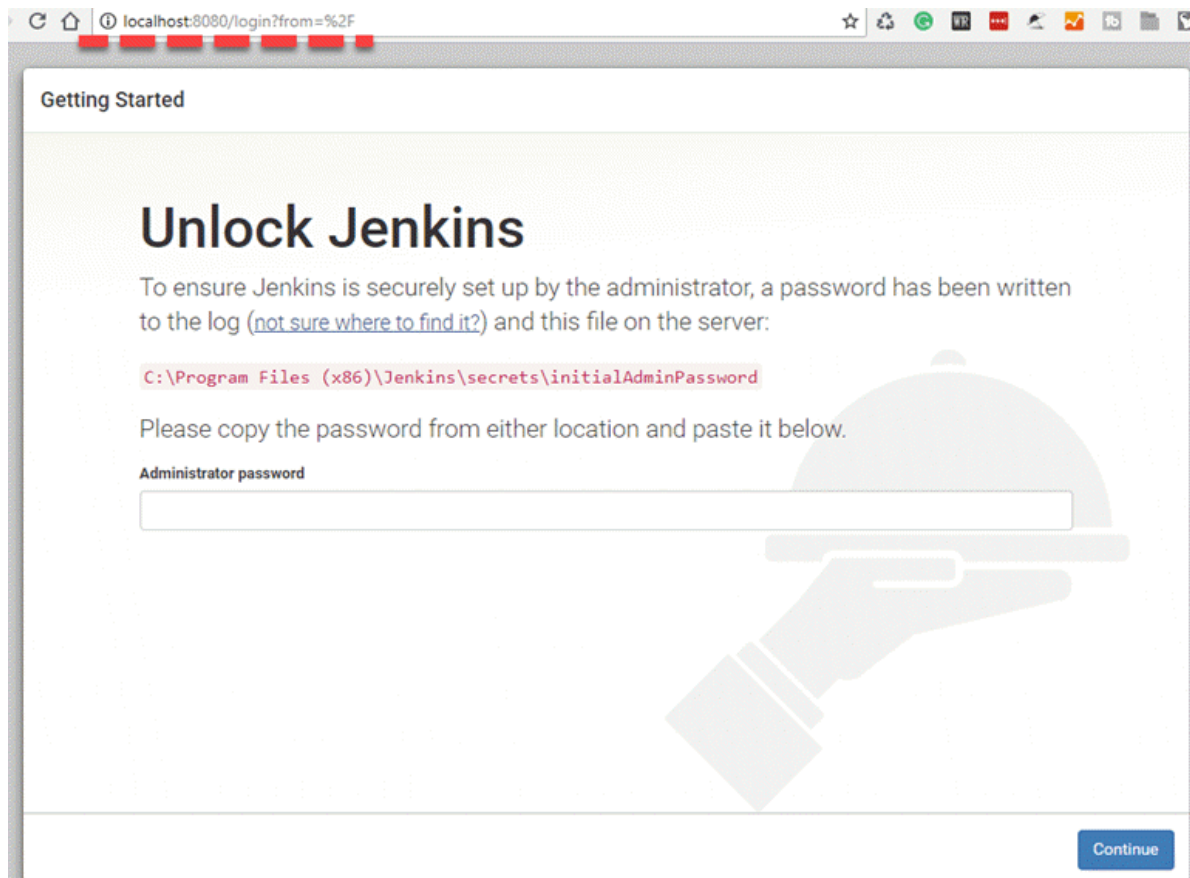 localhost:8080/login?from=%2F
Getting Started
Unlock Jenkins
To ensure Jenkins is securely set up by the administrator, a password has been written
to the log (not sure where to find it?) and this file on the server:
C:\Program Files (x86)\Jenkins\secrets\initialAdminPassword
Please copy the password from either location and paste it below.
Administrator password
Continue